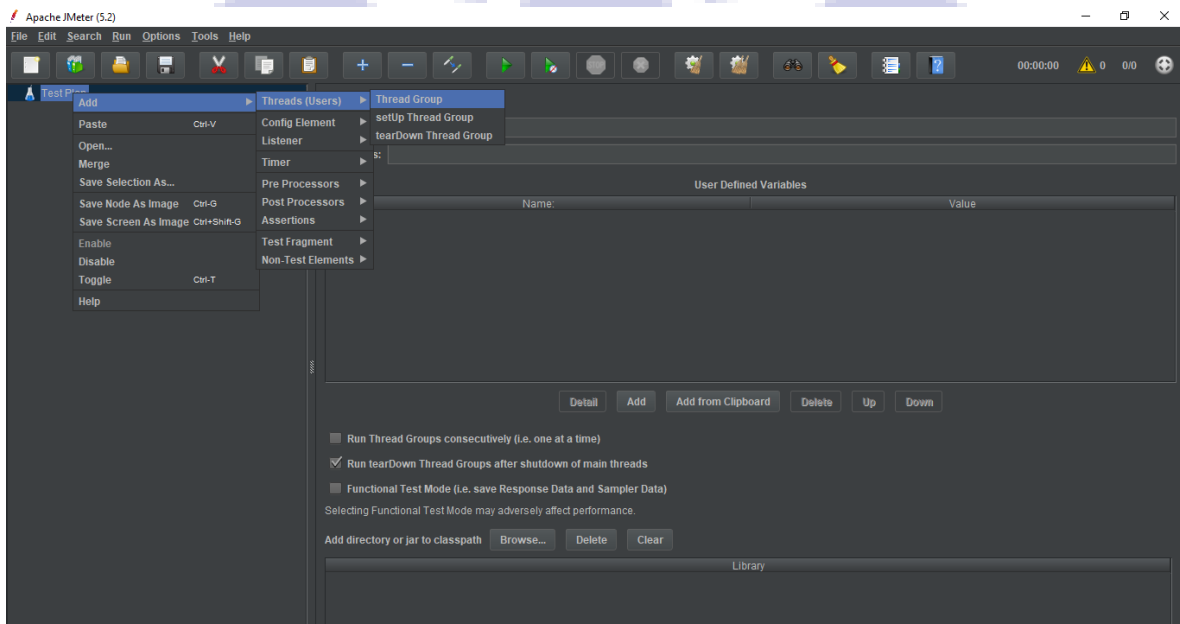 Apache JMeter (5.2)
File Edit Search Run Options Tools Help
00:00:00 0 0/0
Test Plan
Add
Paste Ctrl-V
Open...
Merge
Save Selection As...
Save Node As Image Ctrl-G
Save Screen As Image Ctrl+Shift-G
Enable
Disable
Toggle Ctrl-T
Help
Threads (Users)
Config Element
Listener
Timer
Pre Processors
Post Processors
Assertions
Test Fragment
Non-Test Elements
Thread Group
setUp Thread Group
tearDown Thread Group
s:
User Defined Variables
Name: Value
Detail Add Add from Clipboard Delete Up Down
Run Thread Groups consecutively (i.e. one at a time)
Run tearDown Thread Groups after shutdown of main threads
Functional Test Mode (i.e. save Response Data and Sampler Data)
Selecting Functional Test Mode may adversely affect performance.
Add directory or jar to classpath Browse... Delete Clear
Library